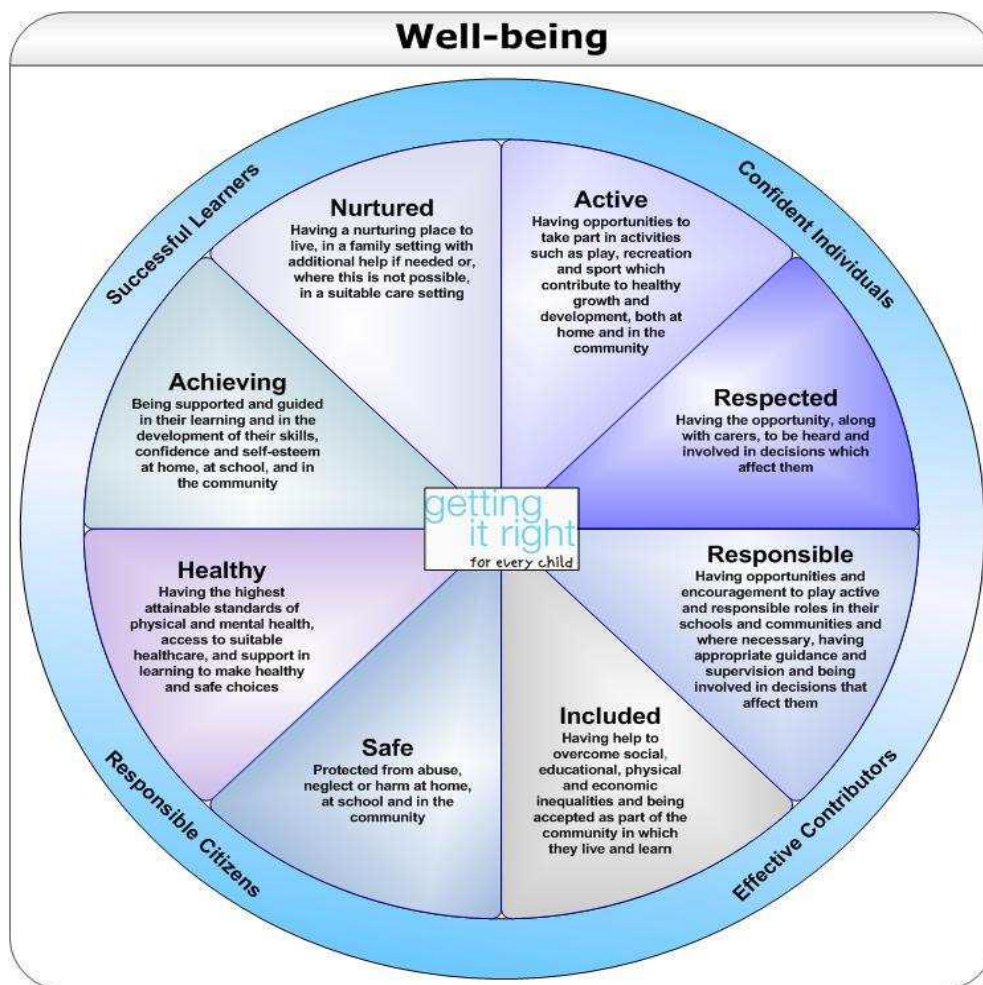 Well-being
Successful Learners
Confident Individuals
Nurtured
Having a nurturing place to
live, in a family setting with
additional help if needed or,
where this is not possible,
in a suitable care setting
Active
Having opportunities to
take part in activities
such as play, recreation
and sport which
contribute to healthy
growth and
development, both at
home and in the
community
Achieving
Being supported and guided
in their learning and in the
development of their skills,
confidence and self-esteem
at home, at school, and in
the community
Respected
Having the opportunity, along
with carers, to be heard and
involved in decisions which
affect them
getting
it right
for every child
Healthy
Having the highest
attainable standards of
physical and mental health,
access to suitable
healthcare, and support in
learning to make healthy
and safe choices
Responsible
Having opportunities and
encouragement to play active
and responsible roles in their
schools and communities and
where necessary, having
appropriate guidance and
supervision and being
involved in decisions that
affect them
Safe
Protected from abuse,
neglect or harm at home,
at school and in the
community
Included
Having help to
overcome social,
educational, physical
and economic
inequalities and being
accepted as part of the
community in which
they live and learn
Responsible Citizens
Effective Contributors